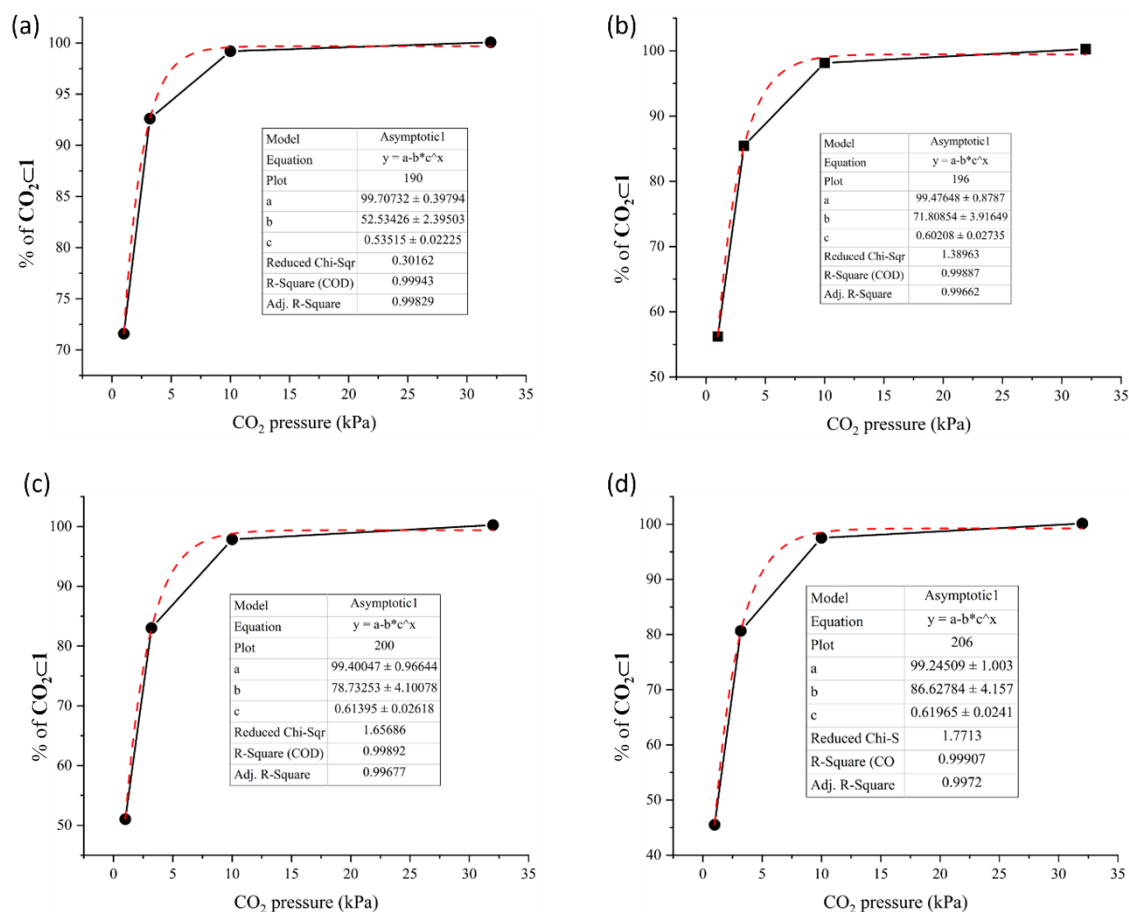 (a)
100
95
90
85
80
75
70
% of CO₂⊂1
0 5 10 15 20 25 30 35
CO₂ pressure (kPa)
Model Asymptotic1
Equation y = a-b*c^x
Plot 190
a 99.70732 ± 0.39794
b 52.53426 ± 2.39503
c 0.53515 ± 0.02225
Reduced Chi-Sqr 0.30162
R-Square (COD) 0.99943
Adj. R-Square 0.99829
(b)
100
90
80
70
60
50
% of CO₂⊂1
0 5 10 15 20 25 30 35
CO₂ pressure (kPa)
Model Asymptotic1
Equation y = a-b*c^x
Plot 196
a 99.47648 ± 0.8787
b 71.80854 ± 3.91649
c 0.60208 ± 0.02735
Reduced Chi-Sqr 1.38963
R-Square (COD) 0.99887
Adj. R-Square 0.99662
(c)
100
90
80
70
60
50
% of CO₂⊂1
0 5 10 15 20 25 30 35
CO₂ pressure (kPa)
Model Asymptotic1
Equation y = a-b*c^x
Plot 200
a 99.40047 ± 0.96644
b 78.73253 ± 4.10078
c 0.61395 ± 0.02618
Reduced Chi-Sqr 1.65686
R-Square (COD) 0.99892
Adj. R-Square 0.99677
(d)
100
90
80
70
60
50
40
% of CO₂⊂1
0 5 10 15 20 25 30 35
CO₂ pressure (kPa)
Model Asymptotic1
Equation y = a-b*c^x
Plot 206
a 99.24509 ± 1.003
b 86.62784 ± 4.157
c 0.61965 ± 0.0241
Reduced Chi-S 1.7713
R-Square (CO 0.99907
Adj. R-Square 0.9972